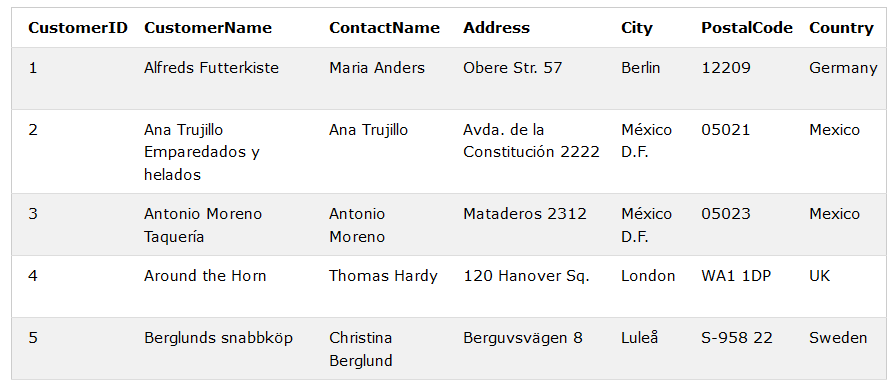 CustomerID CustomerName ContactName Address City PostalCode Country
1 Alfreds Futterkiste Maria Anders Obere Str. 57 Berlin 12209 Germany
2 Ana Trujillo Ana Trujillo Avda. de la México 05021 Mexico
Emparedados y Constitución 2222 D.F.
helados
3 Antonio Moreno Antonio Mataderos 2312 México 05023 Mexico
Taquería Moreno D.F.
4 Around the Horn Thomas Hardy 120 Hanover Sq. London WA1 1DP UK
5 Berglunds snabbköp Christina Berguvsvägen 8 Luleå S-958 22 Sweden
Berglund